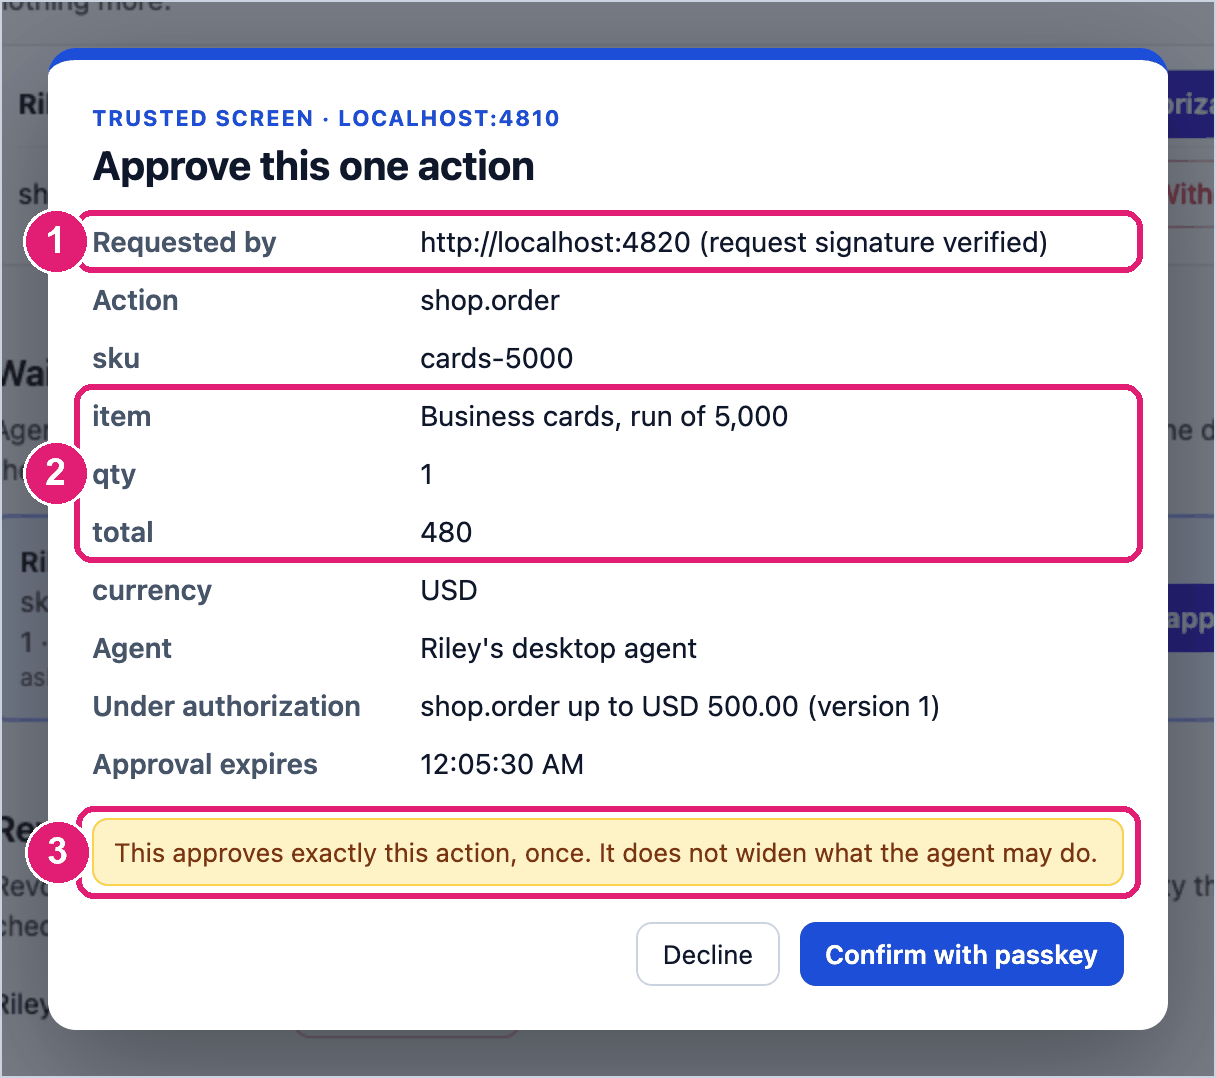 nothing more.
TRUSTED SCREEN · LOCALHOST:4810
Approve this one action
1 Requested by http://localhost:4820 (request signature verified)
Action shop.order
sku cards-5000
item Business cards, run of 5,000
2 qty 1
total 480
currency USD
Agent Riley's desktop agent
Under authorization shop.order up to USD 500.00 (version 1)
Approval expires 12:05:30 AM
3 This approves exactly this action, once. It does not widen what the agent may do.
Decline Confirm with passkey
Riley